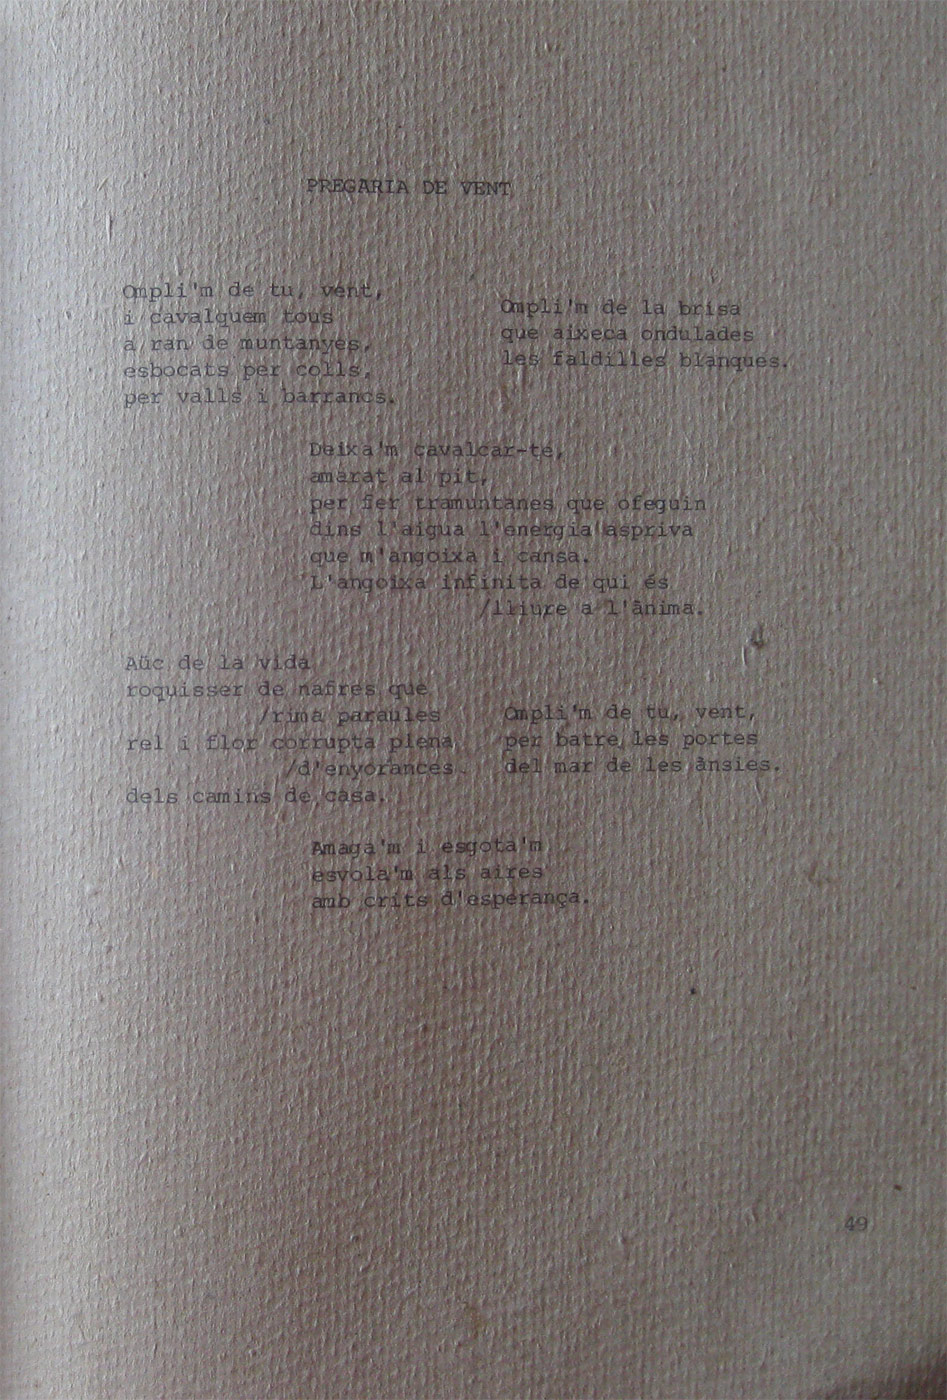 PREGARIA DE VENT
Ompli'm de tu, vent,
i cavalquem tous
a ran de muntanyes,
esbocats per colls,
per valls i barrancs.
Ompli'm de la brisa
que aixeca ondulades
les faldilles blanques.
Deixa'm cavalcar-te,
amarat al pit,
per fer tramuntanes que ofeguin
dins l'aigua l'energia aspriva
que m'angoixa i cansa.
L'angoixa infinita de qui és
/lliure a l'ànima.
Aüc de la vida
roquisser de nafres que
/rima paraules
rel i flor corrupta plena
/d'enyorances
dels camins de casa.
Ompli'm de tu, vent,
per batre les portes
del mar de les ànsies.
Amaga'm i esgota'm
esvola'm als aires
amb crits d'esperança.
49